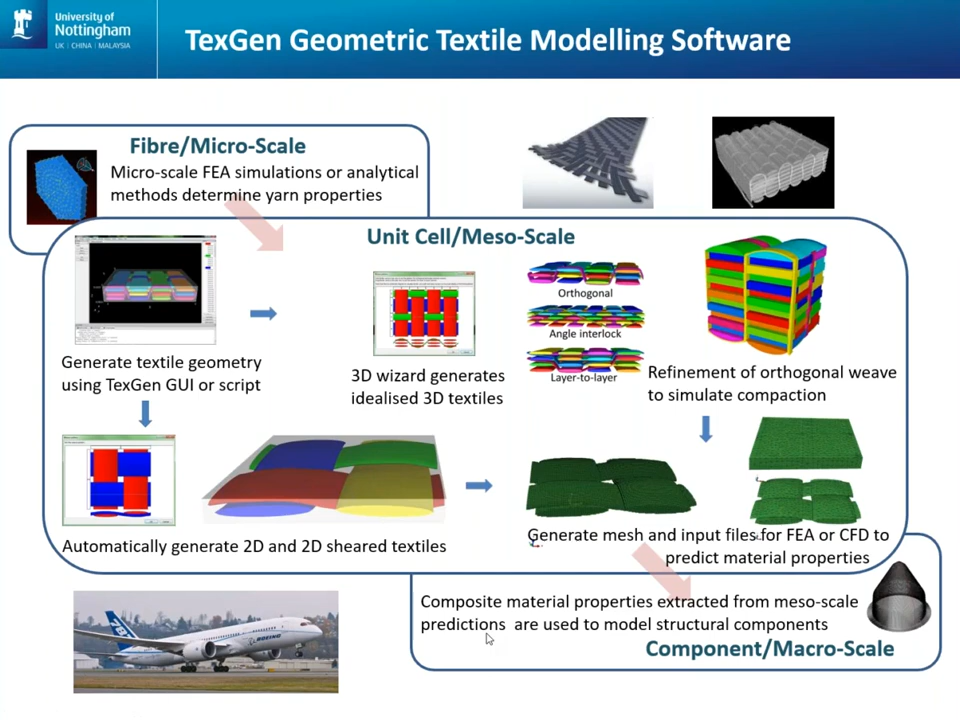 University of
Nottingham
UK | CHINA | MALAYSIA
TexGen Geometric Textile Modelling Software
Fibre/Micro-Scale
Micro-scale FEA simulations or analytical
methods determine yarn properties
Unit Cell/Meso-Scale
Generate textile geometry
using TexGen GUI or script
3D wizard generates
idealised 3D textiles
Orthogonal
Angle interlock
Layer-to-layer
Refinement of orthogonal weave
to simulate compaction
Automatically generate 2D and 2D sheared textiles
Generate mesh and input files for FEA or CFD to
predict material properties
Composite material properties extracted from meso-scale
predictions are used to model structural components
Component/Macro-Scale
787
BOEING